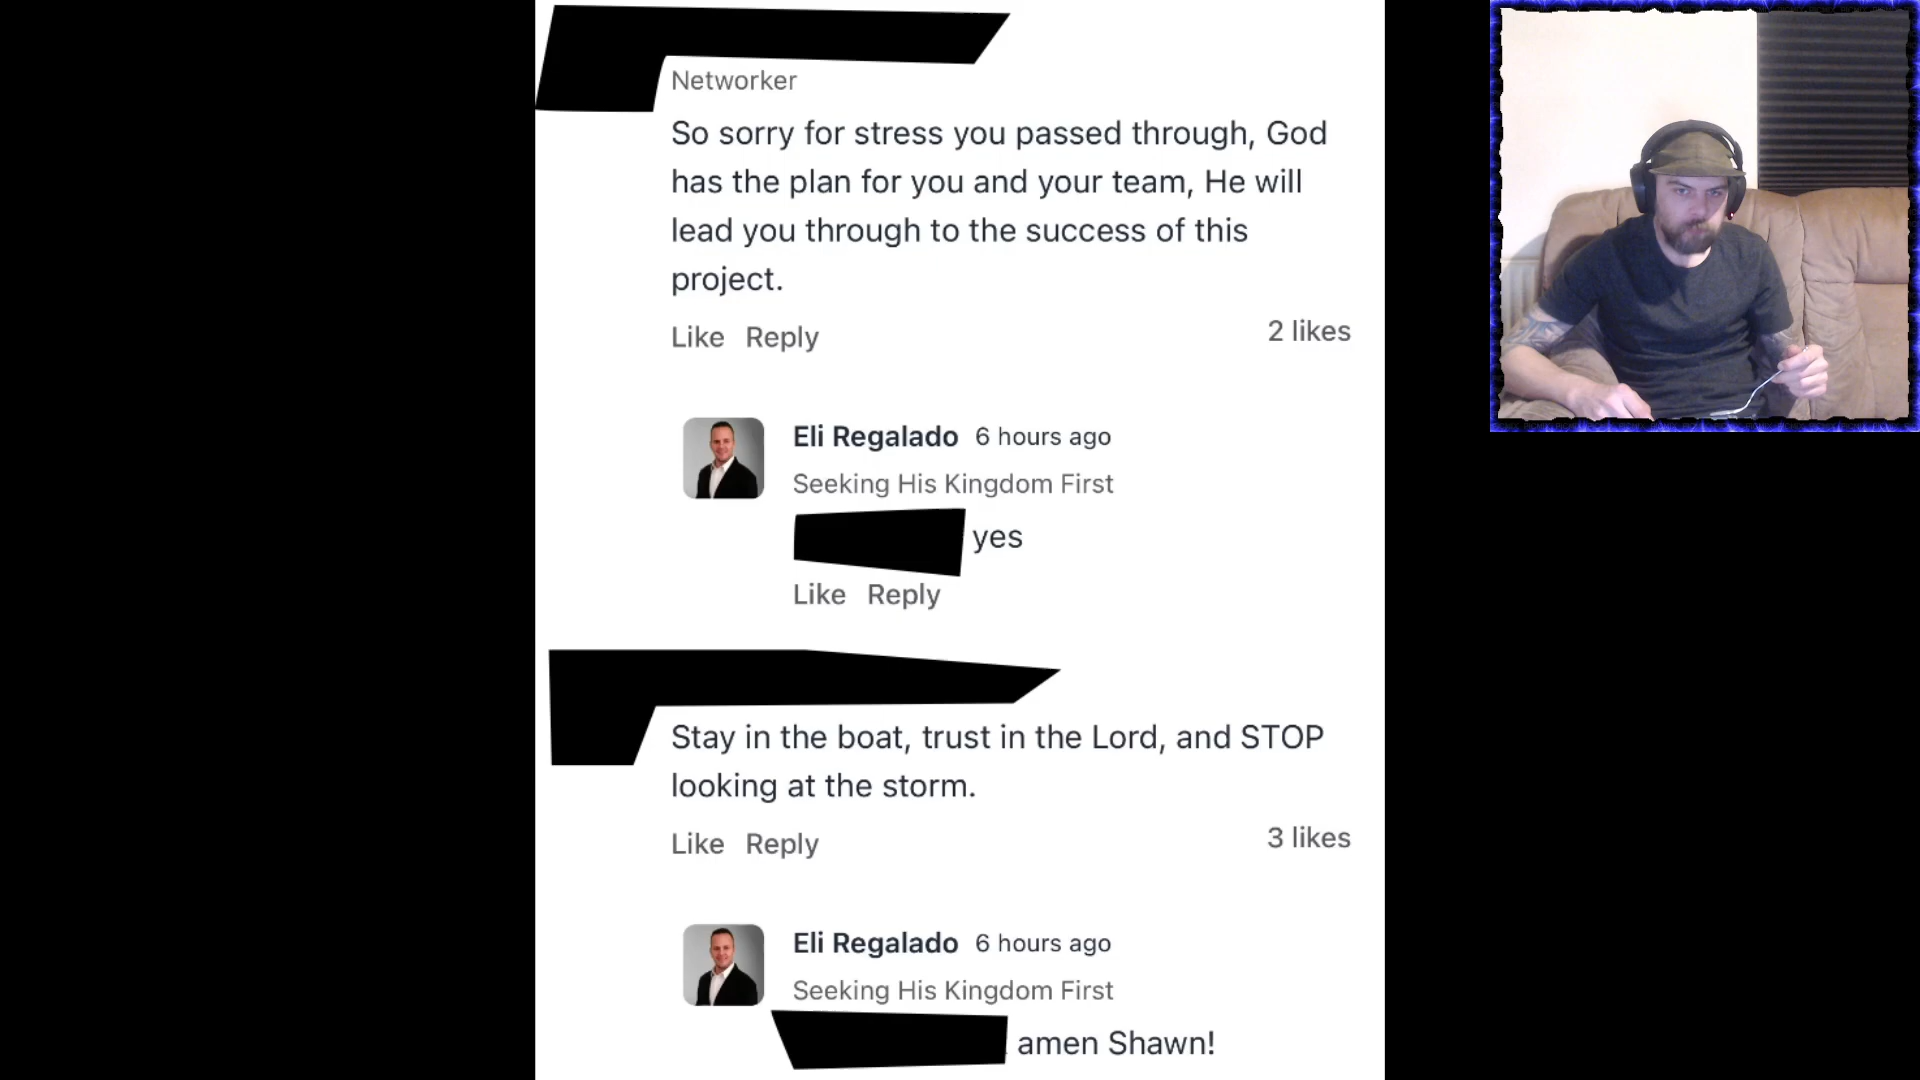 Networker
So sorry for stress you passed through, God
has the plan for you and your team, He will
lead you through to the success of this
project.
Like Reply 2 likes
Eli Regalado 6 hours ago
Seeking His Kingdom First
yes
Like Reply
Stay in the boat, trust in the Lord, and STOP
looking at the storm.
Like Reply 3 likes
Eli Regalado 6 hours ago
Seeking His Kingdom First
amen Shawn!